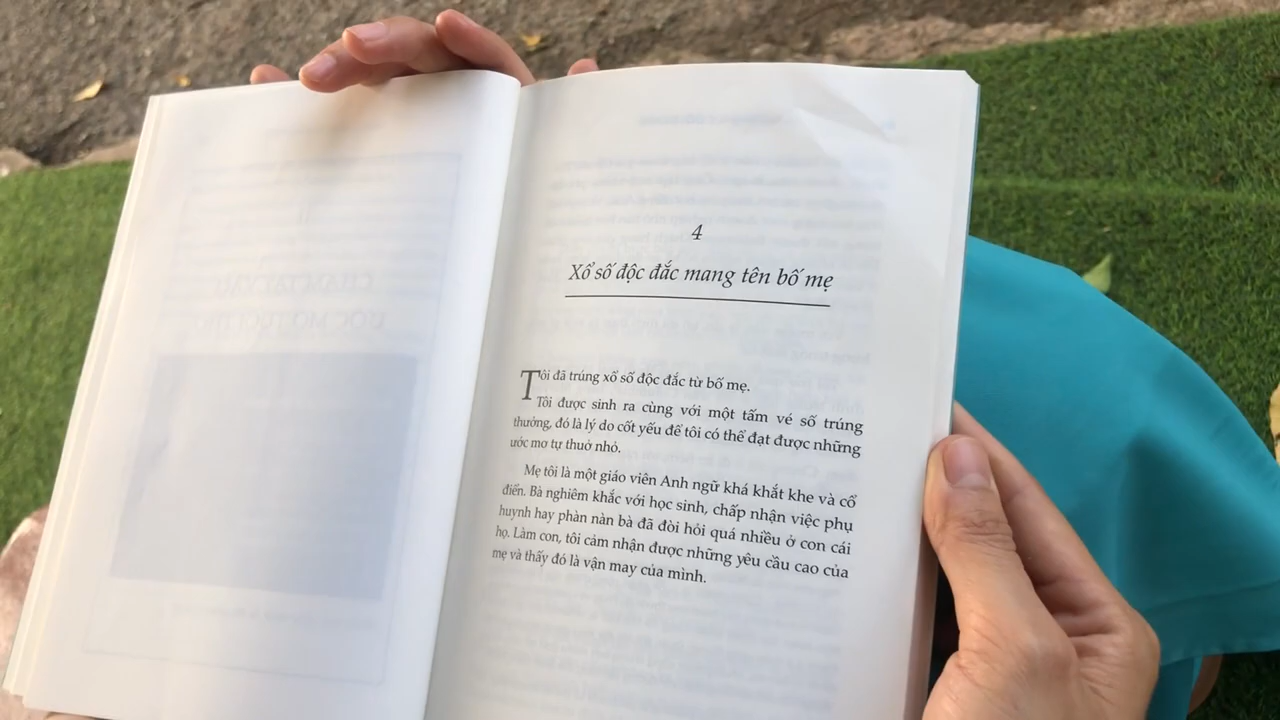 4
Xổ số độc đắc mang tên bố mẹ
Tôi đã trúng xổ số độc đắc từ bố mẹ.
Tôi được sinh ra cùng với một tấm vé số trúng
thưởng, đó là lý do cốt yếu để tôi có thể đạt được những
ước mơ tự thuở nhỏ.
Mẹ tôi là một giáo viên Anh ngữ khá khắt khe và cổ
điển. Bà nghiêm khắc với học sinh, chấp nhận việc phụ
huynh hay phàn nàn bà đã đòi hỏi quá nhiều ở con cái
họ. Làm con, tôi cảm nhận được những yêu cầu cao của
mẹ và thấy đó là vận may của mình.